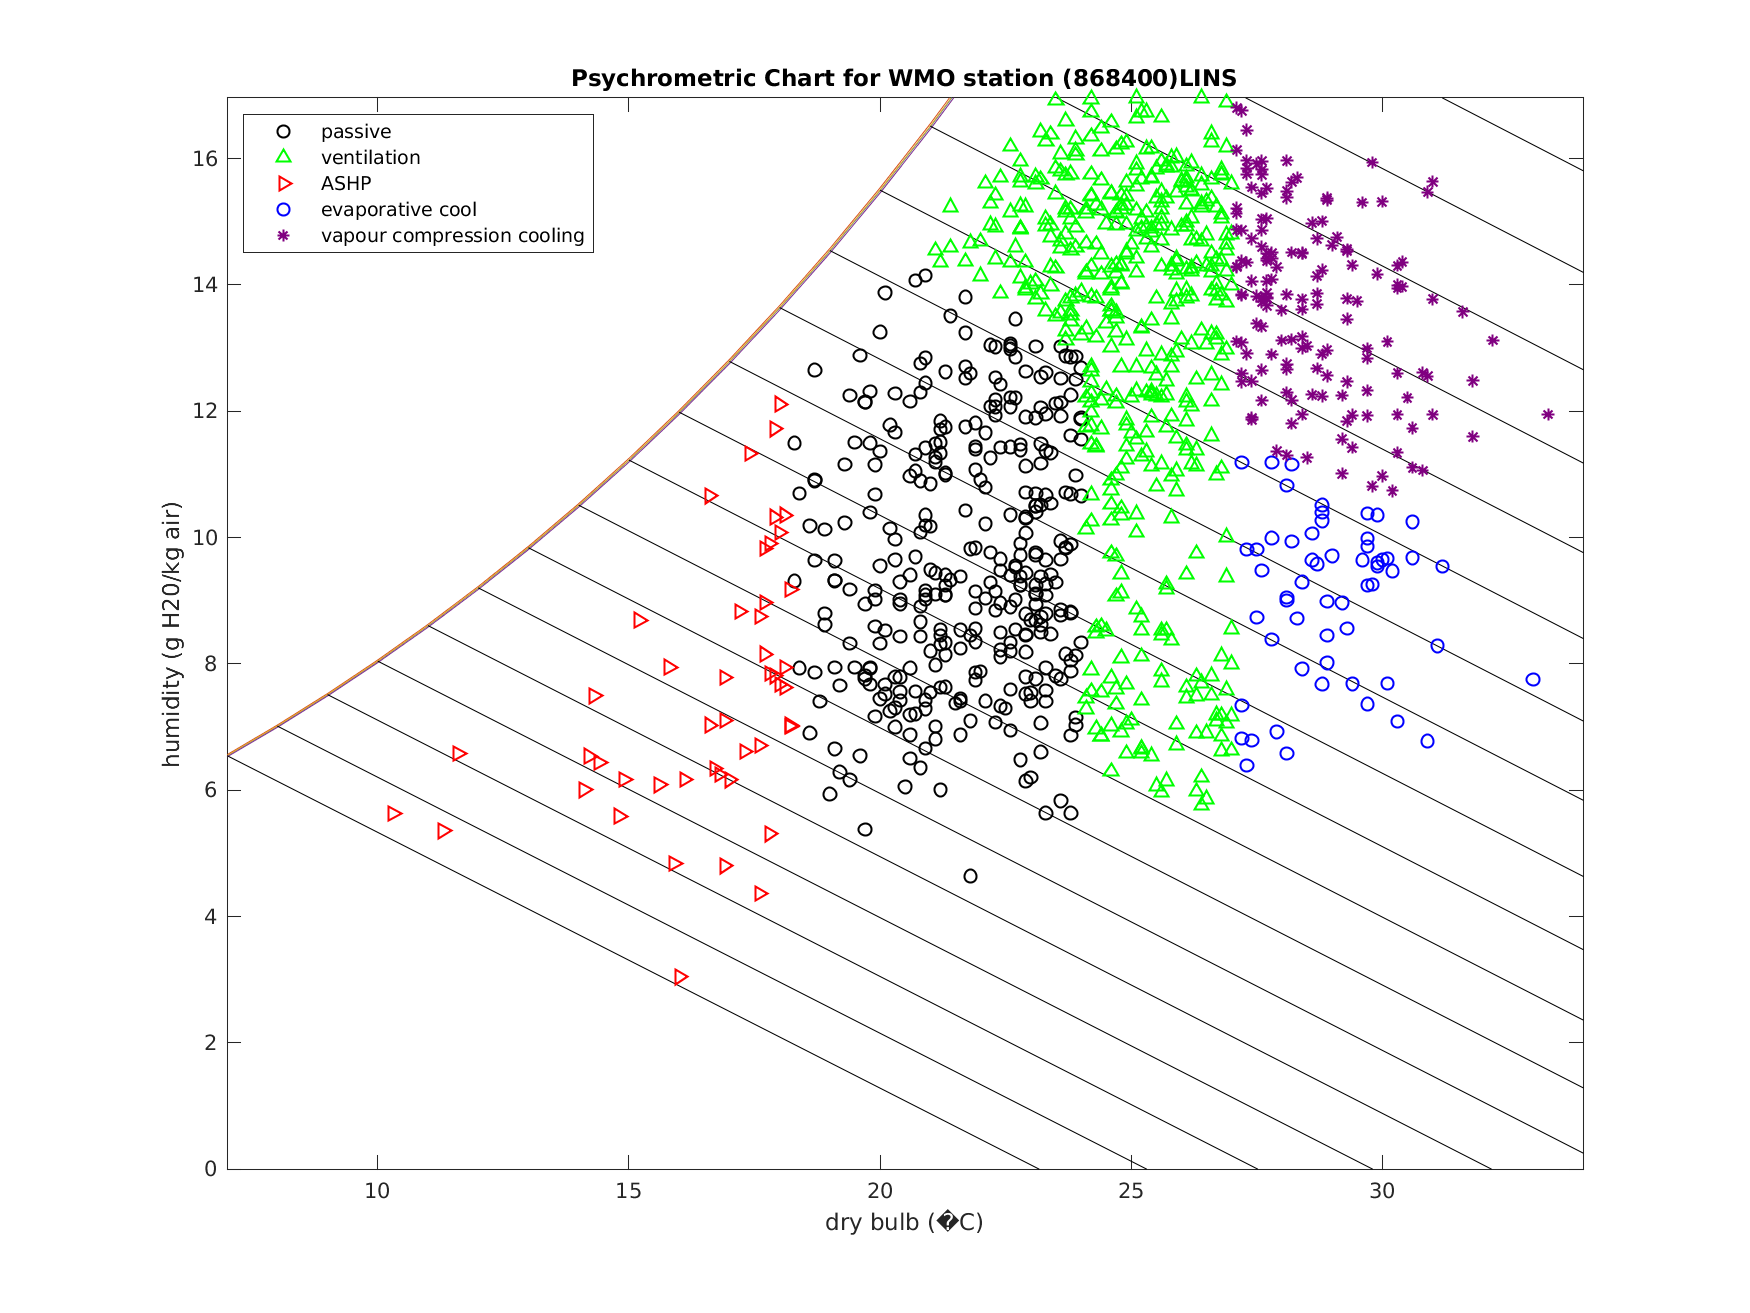 Psychrometric Chart for WMO station (868400)LINS
passive
ventilation
ASHP
evaporative cool
vapour compression cooling
humidity (g H20/kg air)
16
14
12
10
8
6
4
2
0
10 15 20 25 30
dry bulb (�C)